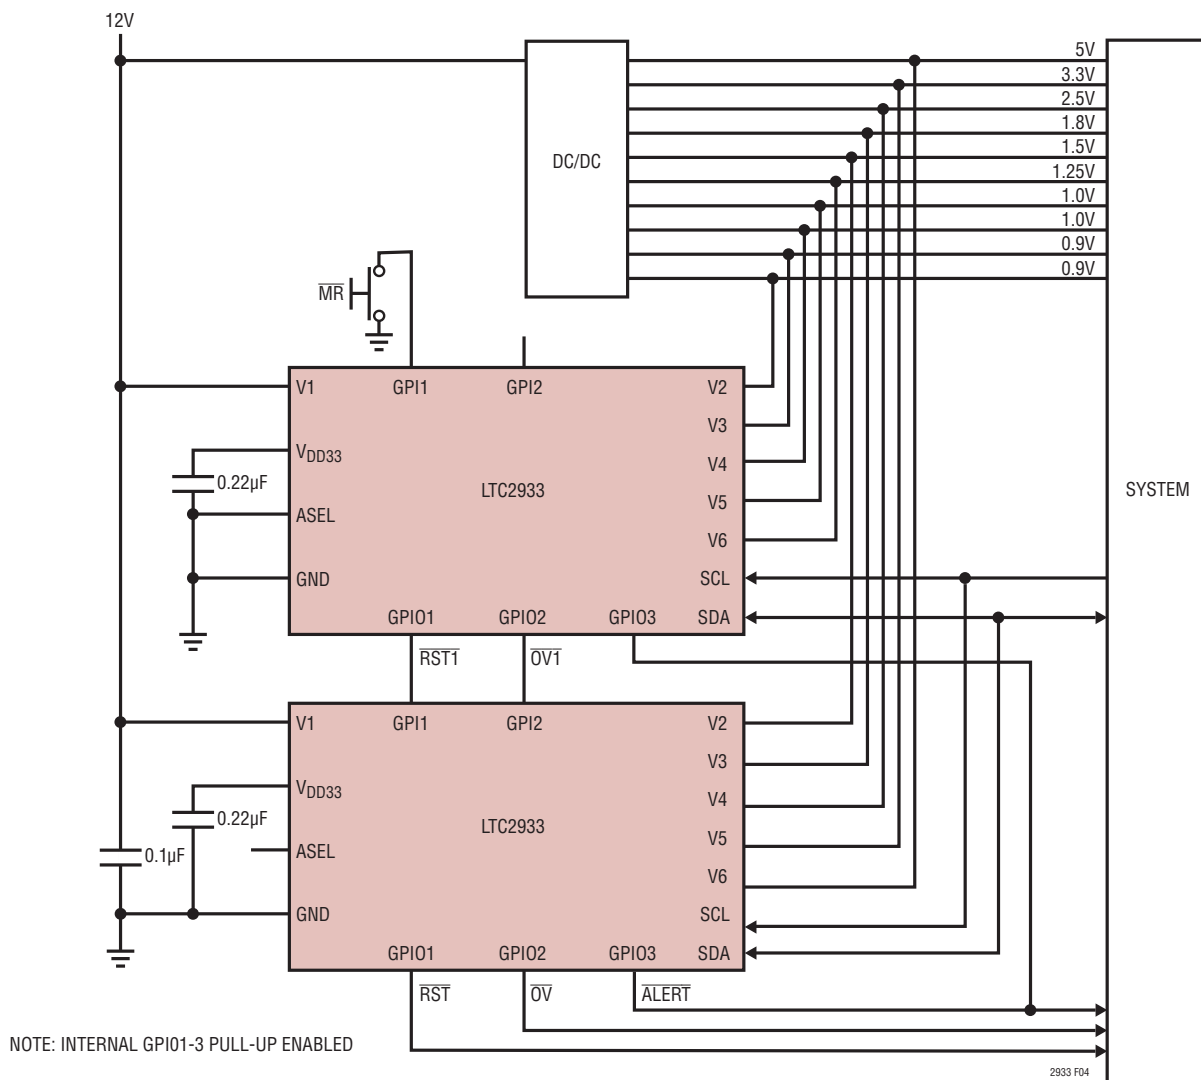 12V
5V
3.3V
2.5V
1.8V
1.5V
1.25V
1.0V
1.0V
0.9V
0.9V
DC/DC
MR
V1
GPI1
GPI2
V2
V3
V4
V5
V6
SCL
SDA
VDD33
0.22µF
ASEL
GND
LTC2933
GPIO1
GPIO2
GPIO3
SYSTEM
RST1
OV1
V1
GPI1
GPI2
V2
V3
V4
V5
V6
SCL
SDA
VDD33
0.22µF
0.1µF
ASEL
GND
LTC2933
GPIO1
GPIO2
GPIO3
RST
OV
ALERT
NOTE: INTERNAL GPI01-3 PULL-UP ENABLED
2933 F04